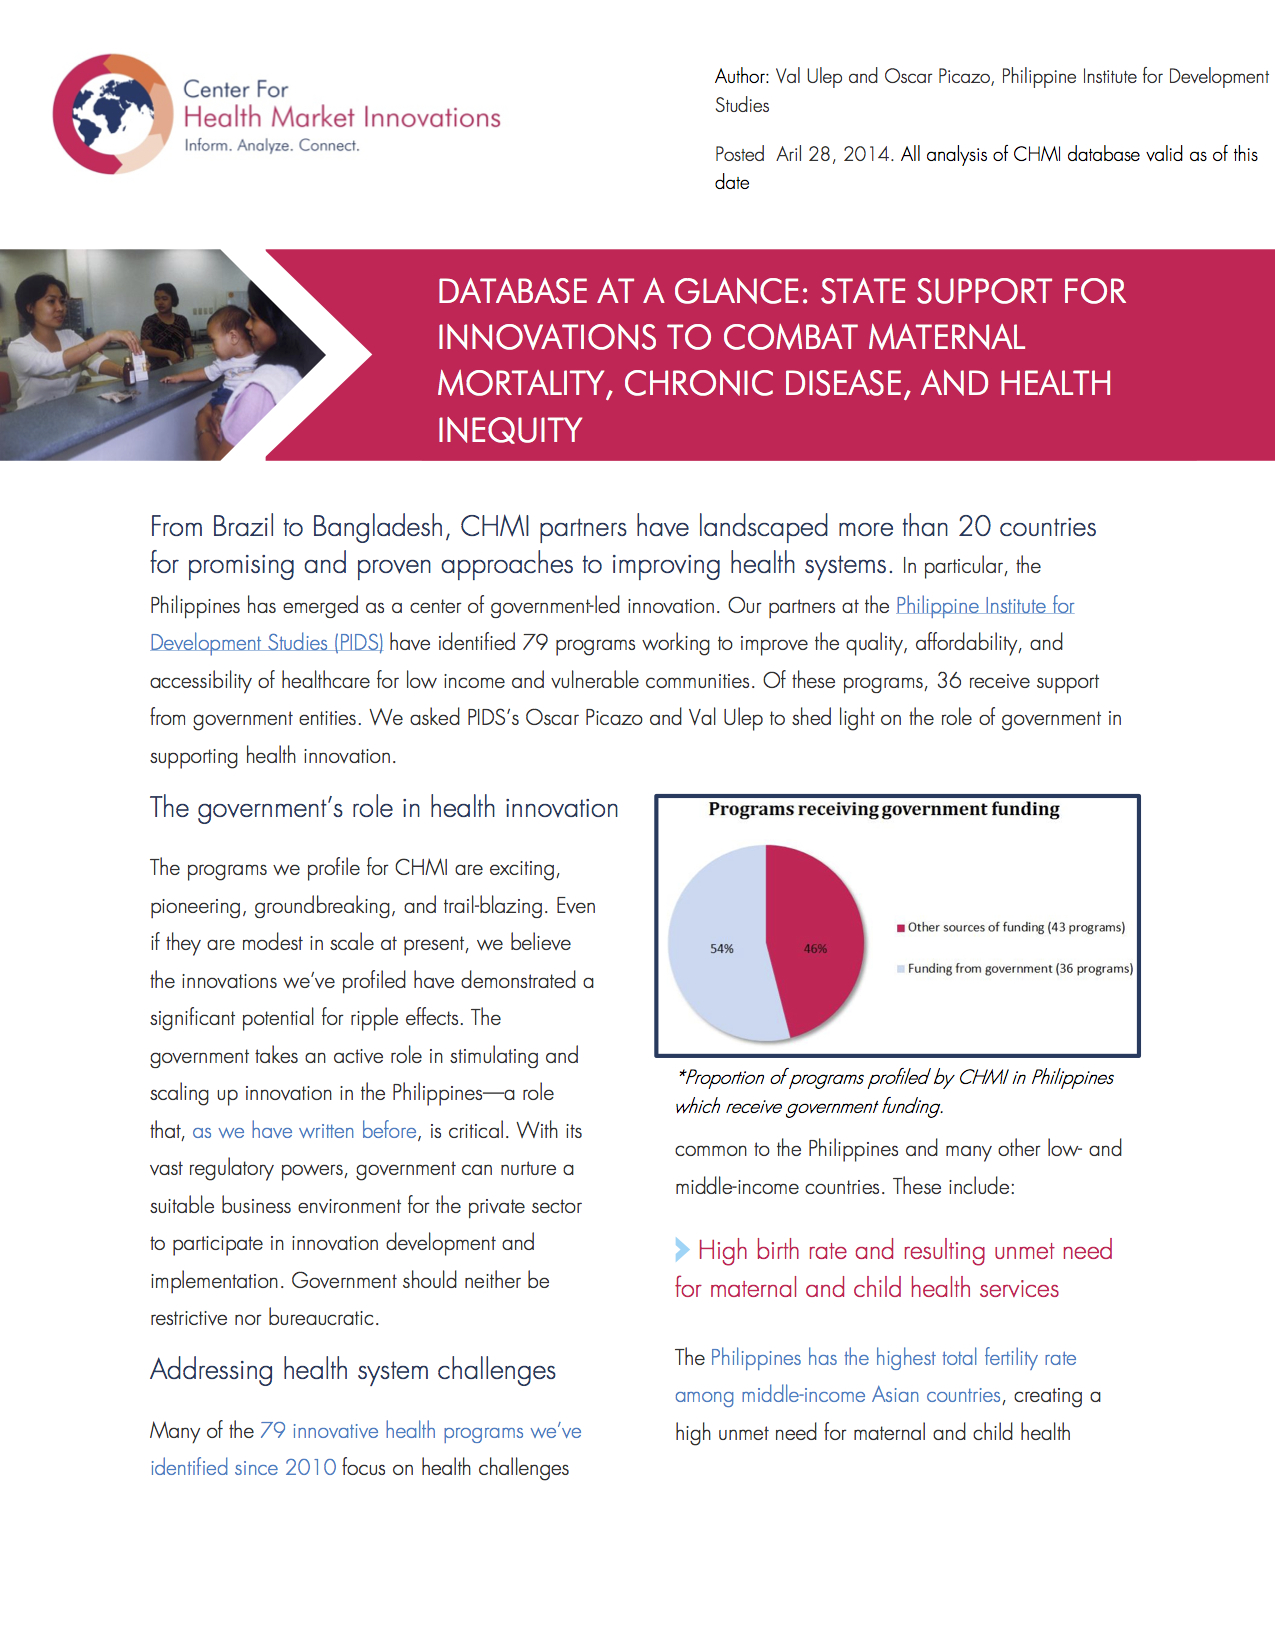 Center For
Health Market Innovations
Inform. Analyze. Connect.
Author: Val Ulep and Oscar Picazo, Philippine Institute for Development
Studies
Posted Aril 28, 2014. All analysis of CHMI database valid as of this
date
DATABASE AT A GLANCE: STATE SUPPORT FOR
INNOVATIONS TO COMBAT MATERNAL
MORTALITY, CHRONIC DISEASE, AND HEALTH
INEQUITY
From Brazil to Bangladesh, CHMI partners have landscaped more than 20 countries
for promising and proven approaches to improving health systems. In particular, the
Philippines has emerged as a center of government-led innovation. Our partners at the Philippine Institute for
Development Studies (PIDS) have identified 79 programs working to improve the quality, affordability, and
accessibility of healthcare for low income and vulnerable communities. Of these programs, 36 receive support
from government entities. We asked PIDS's Oscar Picazo and Val Ulep to shed light on the role of government in
supporting health innovation.
The government's role in health innovation
The programs we profile for CHMI are exciting,
pioneering, groundbreaking, and trail-blazing. Even
if they are modest in scale at present, we believe
the innovations we've profiled have demonstrated a
significant potential for ripple effects. The
government takes an active role in stimulating and
scaling up innovation in the Philippines—a role
that, as we have written before, is critical. With its
vast regulatory powers, government can nurture a
suitable business environment for the private sector
to participate in innovation development and
implementation. Government should neither be
restrictive nor bureaucratic.
Addressing health system challenges
Many of the 79 innovative health programs we've
identified since 2010 focus on health challenges
Programs receiving government funding
54%
46%
Other sources of funding (43 programs)
Funding from government (36 programs)
*Proportion of programs profiled by CHMI in Philippines
which receive government funding.
common to the Philippines and many other low- and
middle-income countries. These include:
High birth rate and resulting unmet need
for maternal and child health services
The Philippines has the highest total fertility rate
among middle-income Asian countries, creating a
high unmet need for maternal and child health